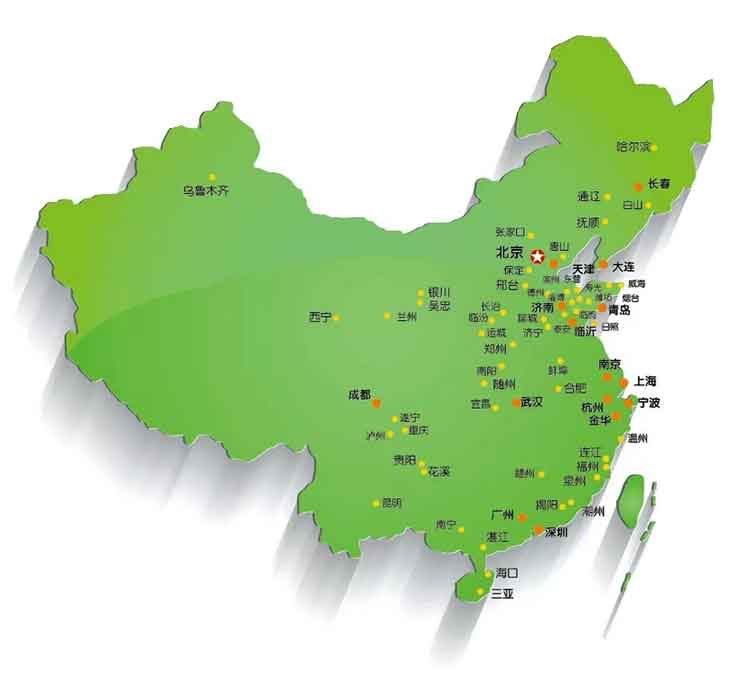 哈尔滨
长春
乌鲁木齐
通辽
白山
抚顺
张家口
唐山
北京
天津
大连
保定
滨州
东营
邢台
寿光
威海
德州
淄博
潍坊
烟台
银川
吴忠
长治
济南
青岛
西宁
兰州
临汾
聊城
临朐
运城
济宁
泰安
临沂
日照
郑州
南阳
蚌埠
南京
随州
合肥
上海
成都
宜昌
武汉
杭州
宁波
金华
遂宁
泸州
重庆
温州
连江
贵阳
福州
花溪
赣州
泉州
昆明
揭阳
潮州
广州
南宁
深圳
湛江
海口
三亚